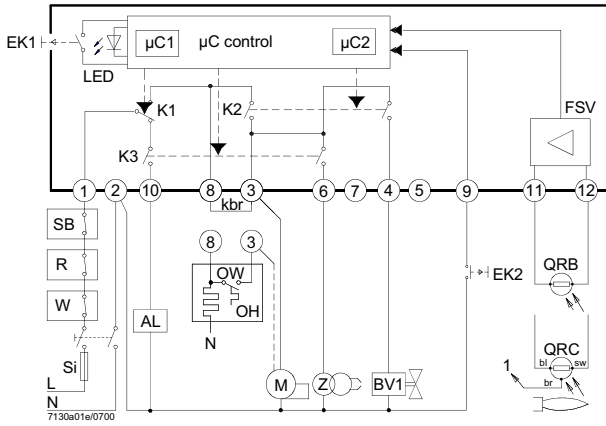 EK1
LED
µC1
µC control
µC2
K1
K2
FSV
K3
1 2 10 8 3 6 7 4 5 9 11 12
kbr
SB
R
W
Si
L
N
7130a01e/0700
AL
8 3
OW
OH
N
M
Z
BV1
EK2
QRB
QRC
bl sw
br
1